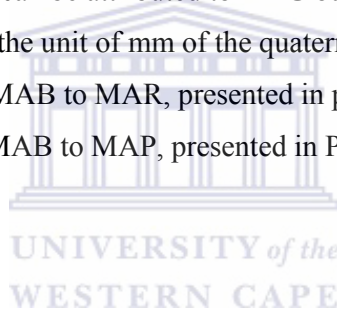 the unit of mm of the quatern
MAB to MAR, presented in p
MAB to MAP, presented in P
UNIVERSITY of the
WESTERN CAPE